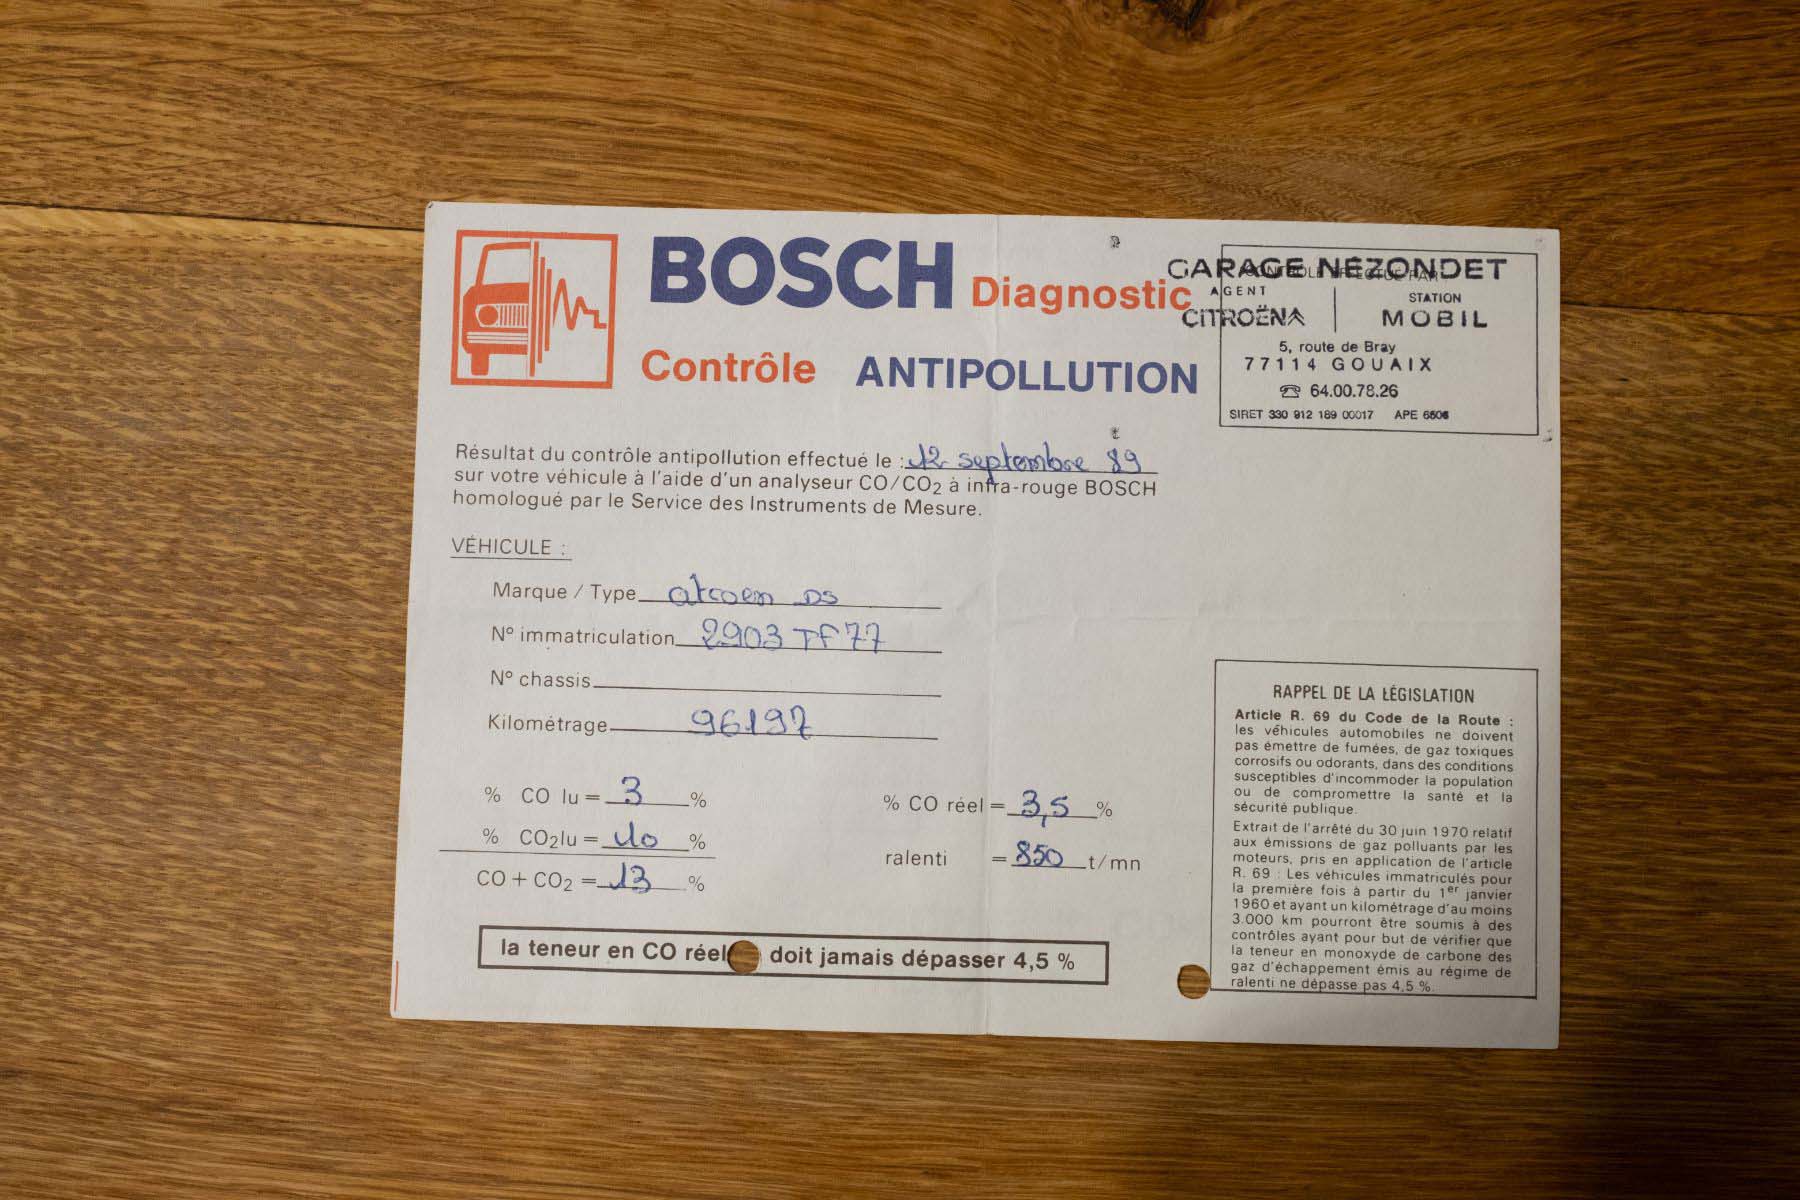 BOSCH Diagnostic
Contrôle ANTIPOLLUTION
GARAGE NEZONDET
AGENT
CITROËN
STATION
MOBIL
5, route de Bray
77114 GOUAIX
☎ 64.00.78.26
SIRET 330 912 189 00017 APE 6506
Résultat du contrôle antipollution effectué le : 12 septembre 89
sur votre véhicule à l'aide d'un analyseur CO/CO2 à infra-rouge BOSCH
homologué par le Service des Instruments de Mesure.
VÉHICULE :
Marque / Type citroen DS
N° immatriculation 2903 TF 77
N° chassis
Kilométrage 96197
% CO lu = 3 %
% CO2 lu = 10 %
CO + CO2 = 13 %
% CO réel = 3,5 %
ralenti = 850 t/mn
la teneur en CO réel doit jamais dépasser 4,5 %
RAPPEL DE LA LÉGISLATION
Article R. 69 du Code de la Route :
les véhicules automobiles ne doivent
pas émettre de fumées, de gaz toxiques
corrosifs ou odorants, dans des conditions
susceptibles d'incommoder la population
ou de compromettre la santé et la
sécurité publique.
Extrait de l'arrêté du 30 juin 1970 relatif
aux émissions de gaz polluants par les
moteurs, pris en application de l'article
R. 69 : Les véhicules immatriculés pour
la première fois à partir du 1er janvier
1960 et ayant un kilométrage d'au moins
3.000 km pourront être soumis à des
contrôles ayant pour but de vérifier que
la teneur en monoxyde de carbone des
gaz d'échappement émis au régime de
ralenti ne dépasse pas 4,5 %.